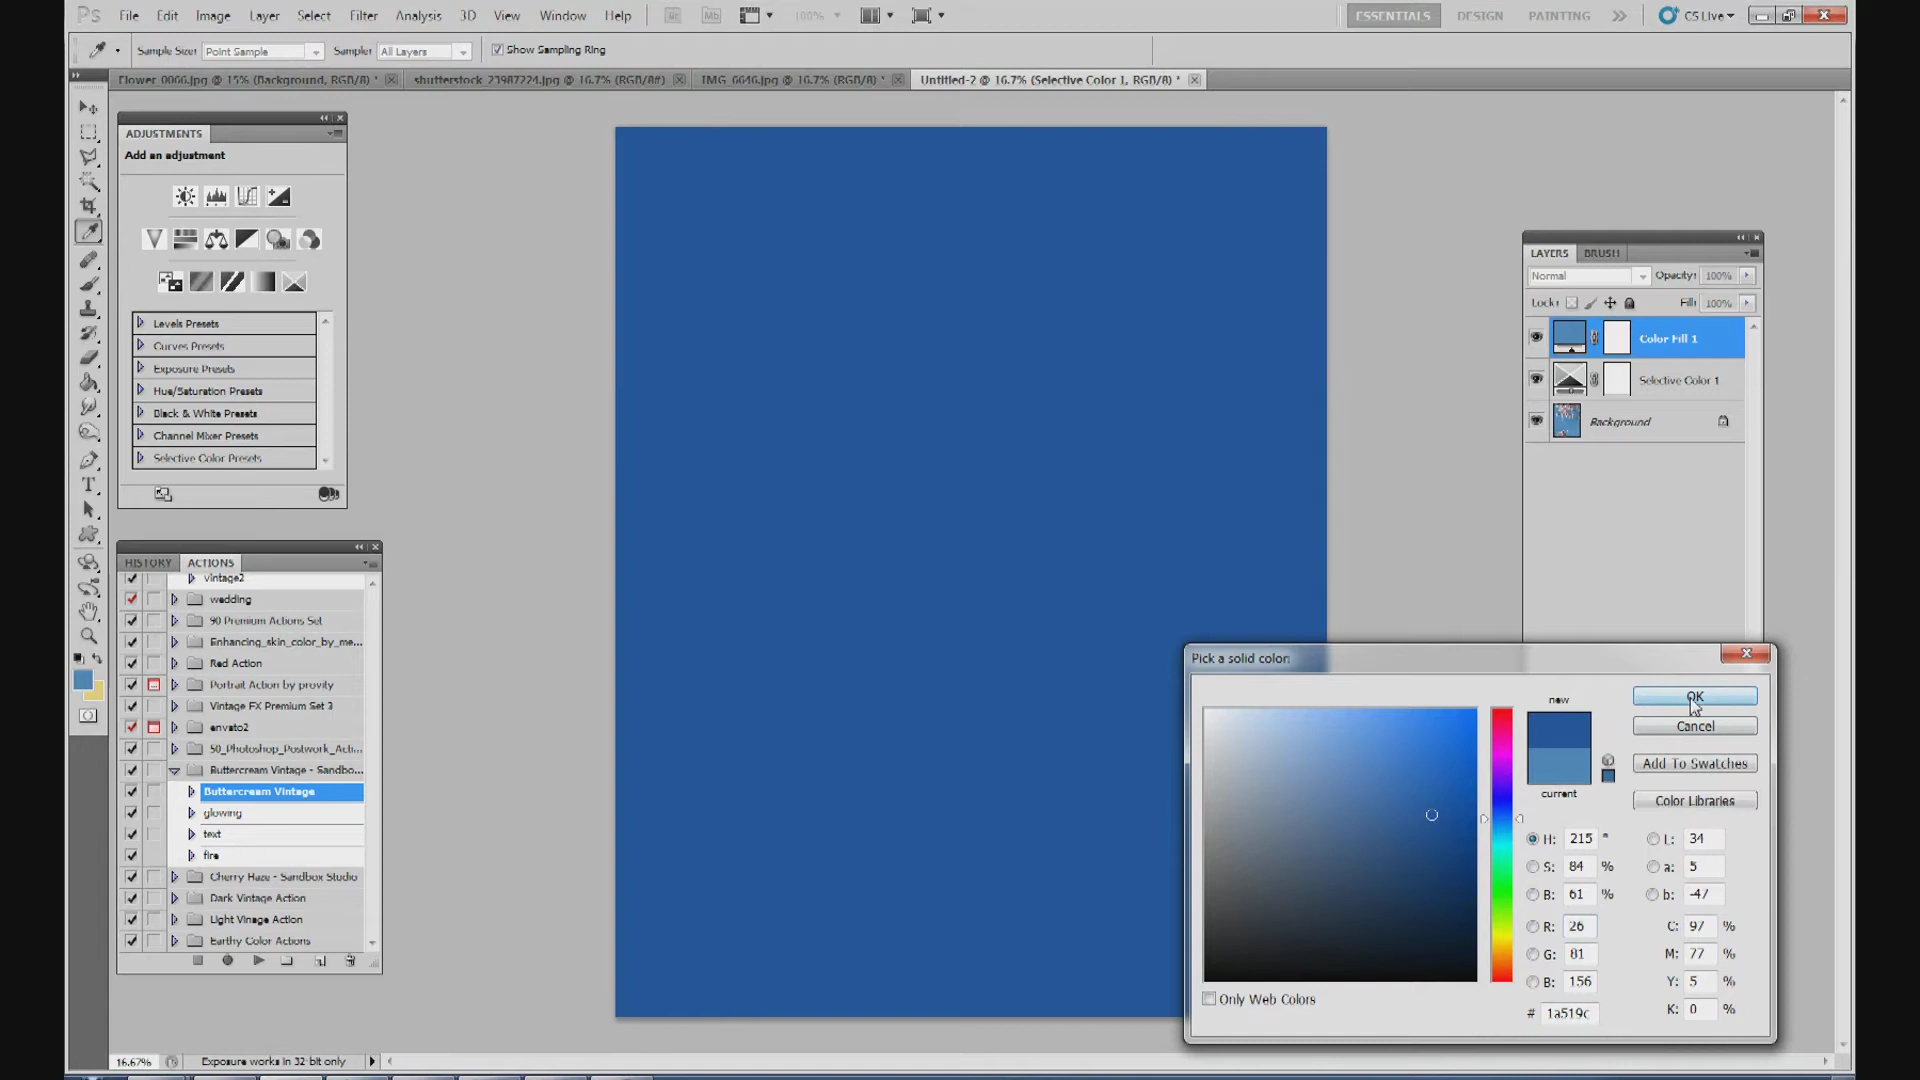 Ps File Edit Image Layer Select Filter Analysis 3D View Window Help Br Mb 100% ESSENTIALS DESIGN PAINTING CS Live
Sample Size: Point Sample Sample: All Layers Show Sampling Ring
Flower_0066.jpg @ 15% (Background, RGB/8) * shutterstock_23987224.jpg @ 16.7% (RGB/8#) IMG_6646.jpg @ 16.7% (RGB/8) * Untitled-2 @ 16.7% (Selective Color 1, RGB/8) *
ADJUSTMENTS
Add an adjustment
Levels Presets
Curves Presets
Exposure Presets
Hue/Saturation Presets
Black & White Presets
Channel Mixer Presets
Selective Color Presets
HISTORY ACTIONS
vintage2
wedding
90 Premium Actions Set
Enhancing_skin_color_by_me...
Red Action
Portrait Action by provity
Vintage FX Premium Set 3
envato2
50_Photoshop_Postwork_Acti...
Buttercream Vintage - Sandbo...
Buttercream Vintage
glowing
text
fire
Cherry Haze - Sandbox Studio
Dark Vintage Action
Light Vinage Action
Earthy Color Actions
LAYERS BRUSH
Normal Opacity: 100%
Lock: Fill: 100%
Color Fill 1
Selective Color 1
Background
Pick a solid color:
new
current
OK
Cancel
Add To Swatches
Color Libraries
H: 215 ° L: 34
S: 84 % a: 5
B: 61 % b: -47
R: 26 C: 97 %
G: 81 M: 77 %
B: 156 Y: 5 %
# 1a519c K: 0 %
Only Web Colors
16.67% Exposure works in 32-bit only